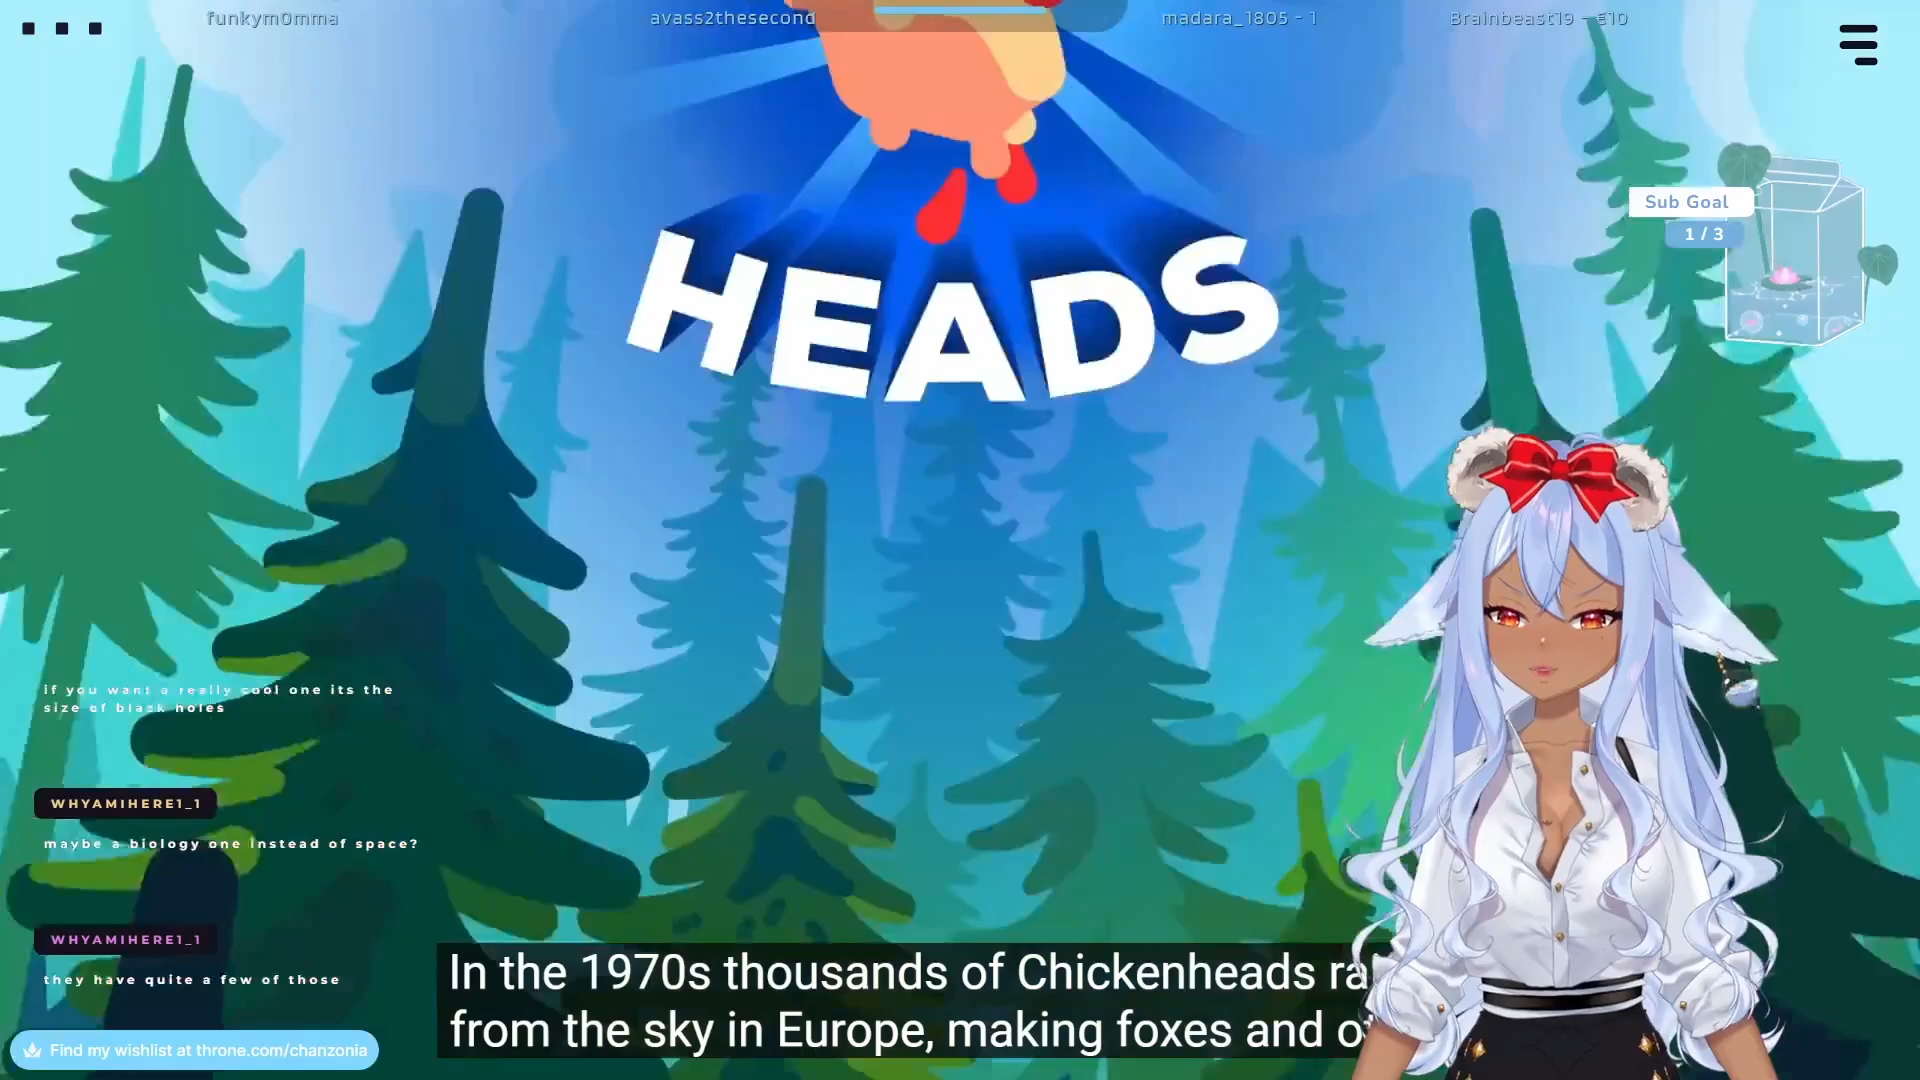 funkym0mma
avass2thesecond
madara_1805 - 1
Brainbeast19 - €10
Sub Goal
1 / 3
HEADS
if you want a really cool one its the
size of black holes
WHYAMIHERE1_1
maybe a biology one instead of space?
WHYAMIHERE1_1
they have quite a few of those
In the 1970s thousands of Chickenheads
from the sky in Europe, making foxes and
Find my wishlist at throne.com/chanzonia